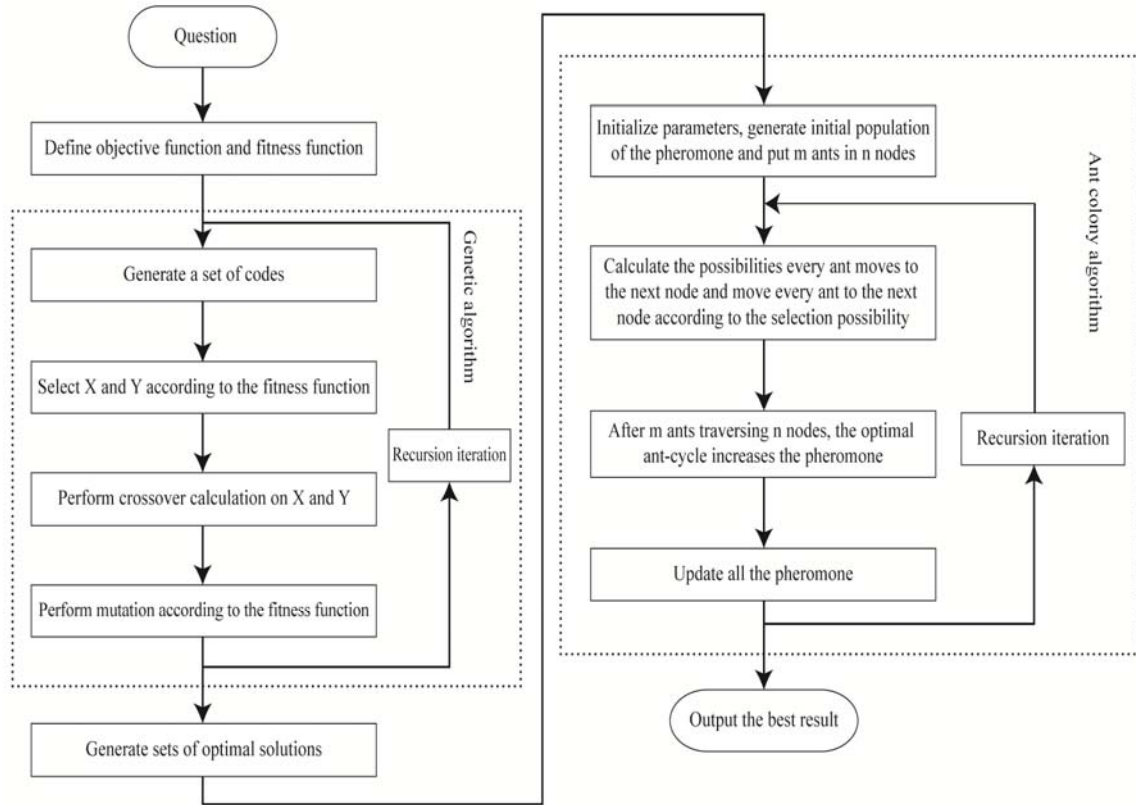 Question
Define objective function and fitness function
Genetic algorithm
Generate a set of codes
Select X and Y according to the fitness function
Perform crossover calculation on X and Y
Perform mutation according to the fitness function
Recursion iteration
Generate sets of optimal solutions
Ant colony algorithm
Initialize parameters, generate initial population
of the pheromone and put m ants in n nodes
Calculate the possibilities every ant moves to
the next node and move every ant to the next
node according to the selection possibility
After m ants traversing n nodes, the optimal
ant-cycle increases the pheromone
Recursion iteration
Update all the pheromone
Output the best result